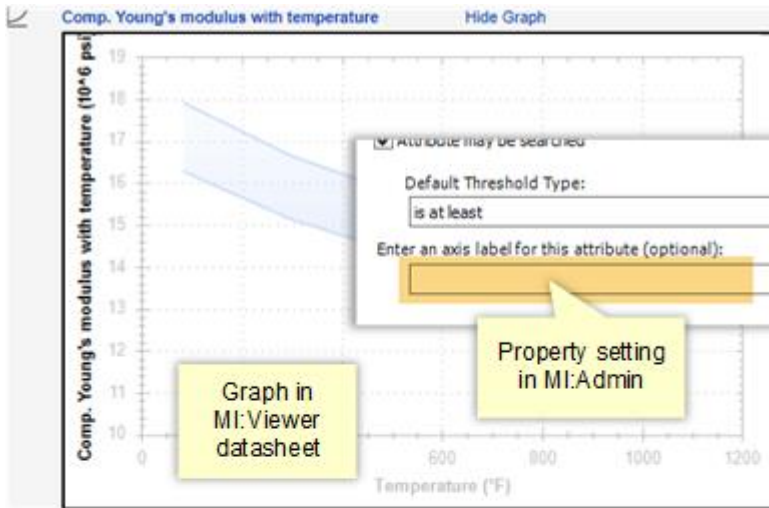 Comp. Young's modulus with temperature Hide Graph
Comp. Young's modulus with temperature (10^6 psi)
19
18
17
16
15
14
13
12
11
10
0
600
800
1000
1200
Temperature (°F)
Attribute may be searched
Default Threshold Type:
is at least
Enter an axis label for this attribute (optional):
Property setting
in MI:Admin
Graph in
MI:Viewer
datasheet